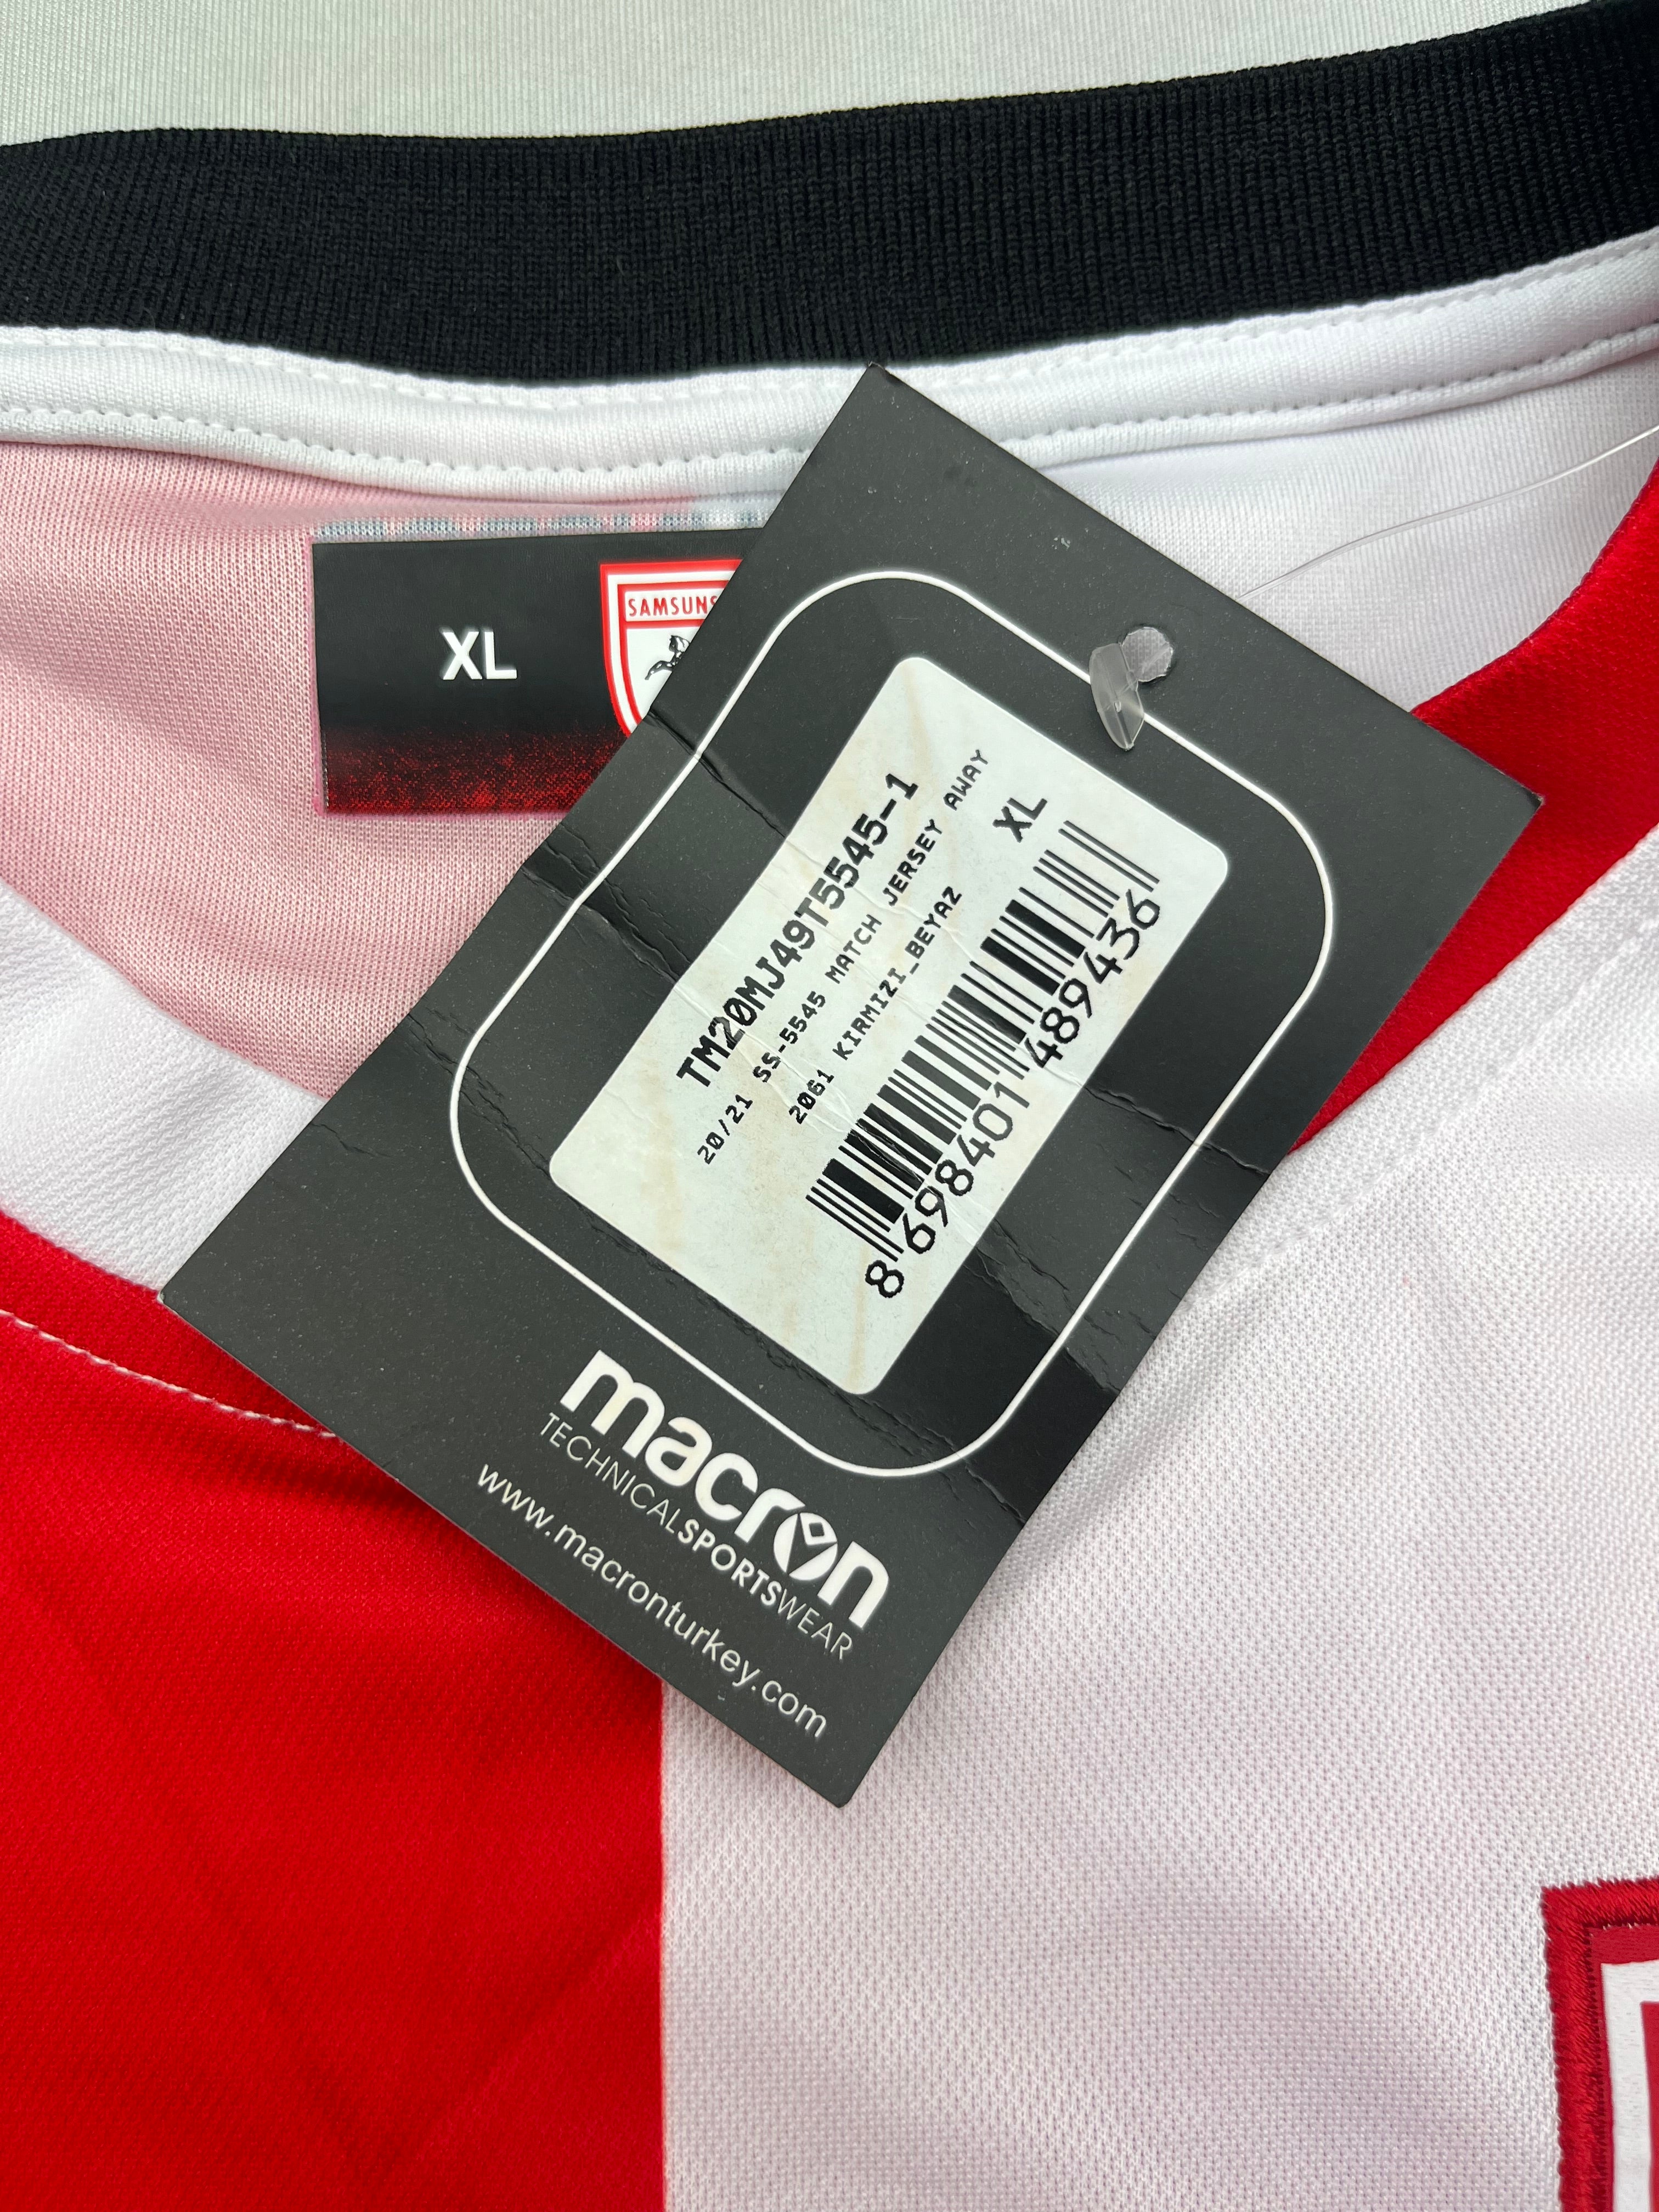 XL
SAMSUNS
TM20MJ49T5545-1
20/21 SS-5545 MATCH JERSEY AWAY
2061 KIRMIZI_BEYAZ
XL
8698401489436
macron
TECHNICALSPORTSWEAR
www.macronturkey.com